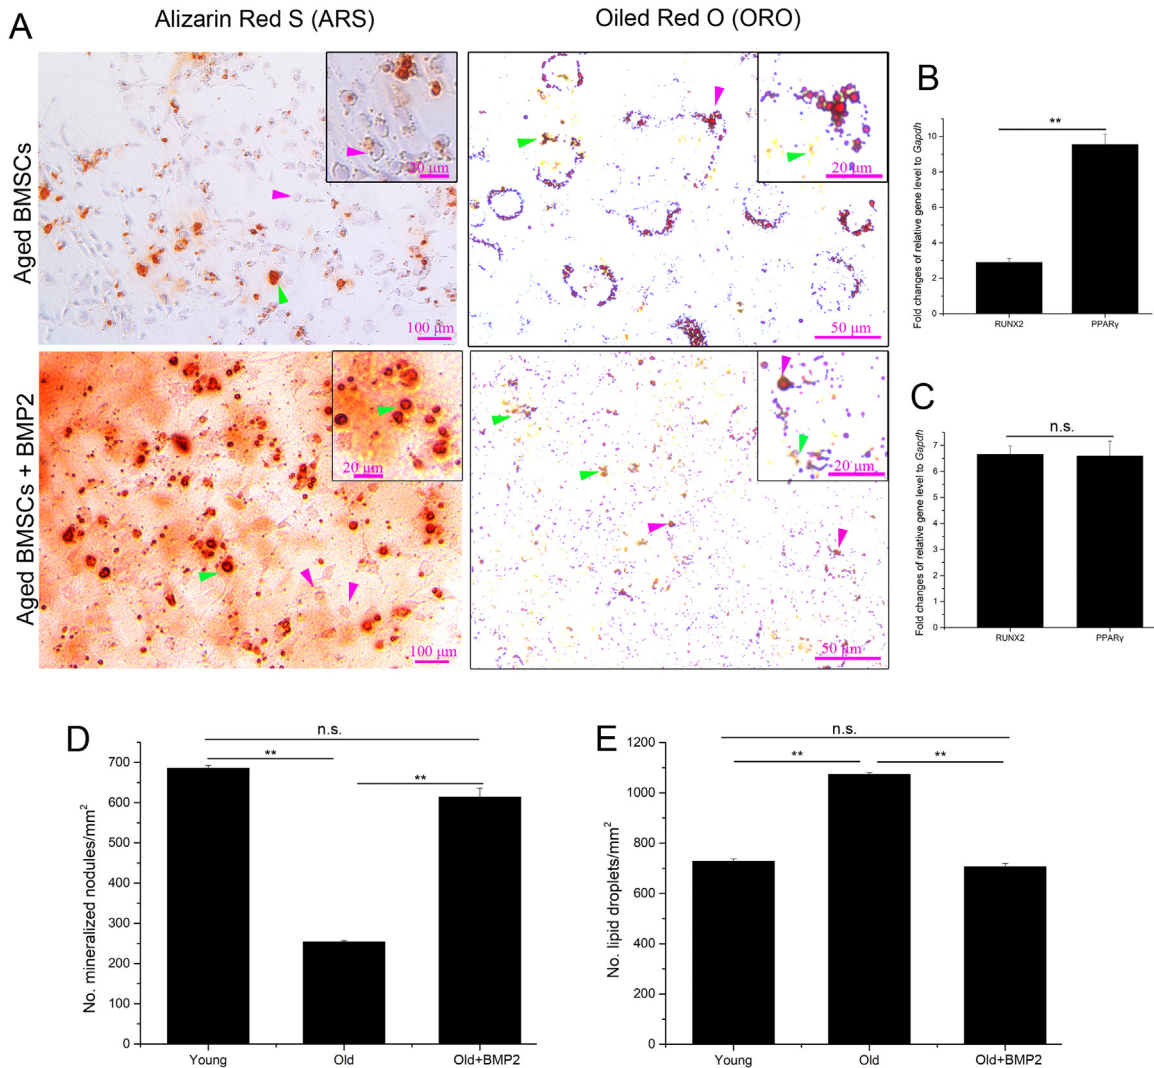 A
Alizarin Red S (ARS)
Oiled Red O (ORO)
Aged BMSCs
20 µm
100 µm
20 µm
50 µm
Aged BMSCs + BMP2
20 µm
100 µm
20 µm
50 µm
B
Fold changes of relative gene level to Gapdh
**
10
8
6
4
2
0
RUNX2
PPARγ
C
Fold changes of relative gene level to Gapdh
n.s.
7
6
5
4
3
2
1
0
RUNX2
PPARγ
D
No. mineralized nodules/mm²
n.s.
**
**
700
600
500
400
300
200
100
0
Young
Old
Old+BMP2
E
No. lipid droplets/mm²
n.s.
**
**
1200
1000
800
600
400
200
0
Young
Old
Old+BMP2